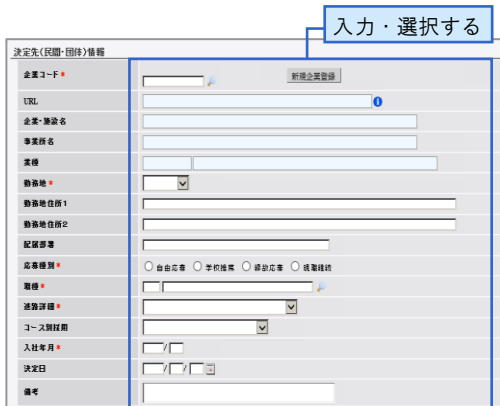 入力・選択する
決定先(民間・団体)情報
企業コード*
新規企業登録
URL
企業・施設名
事業所名
業種
勤務地*
勤務地住所1
勤務地住所2
配属部署
応募種別*
自由応募 学校推薦 縁故応募 現職継続
職種*
進路詳細*
コース別採用
入社年月*
/
決定日
/ /
備考